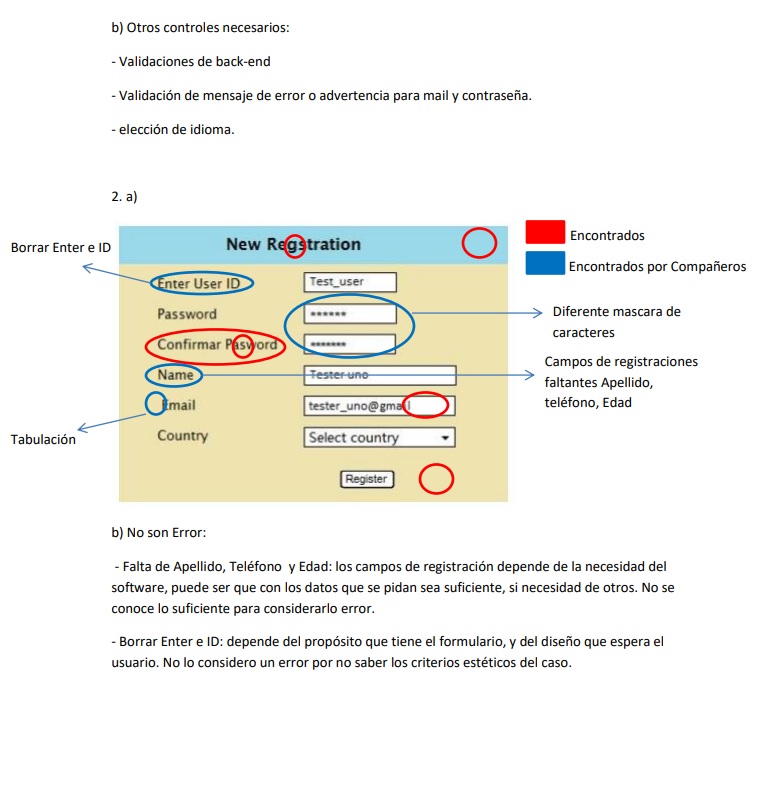 b) Otros controles necesarios:
- Validaciones de back-end
- Validación de mensaje de error o advertencia para mail y contraseña.
- elección de idioma.
2. a)
Borrar Enter e ID
New Regstration
Encontrados
Encontrados por Compañeros
Enter User ID
Test_user
Password
******
Diferente mascara de
caracteres
Confirmar Pasword
*******
Campos de registraciones
faltantes Apellido,
teléfono, Edad
Name
Tester uno
Email
tester_uno@gmail
Tabulación
Country
Select country
Register
b) No son Error:
- Falta de Apellido, Teléfono y Edad: los campos de registración depende de la necesidad del
software, puede ser que con los datos que se pidan sea suficiente, si necesidad de otros. No se
conoce lo suficiente para considerarlo error.
- Borrar Enter e ID: depende del propósito que tiene el formulario, y del diseño que espera el
usuario. No lo considero un error por no saber los criterios estéticos del caso.